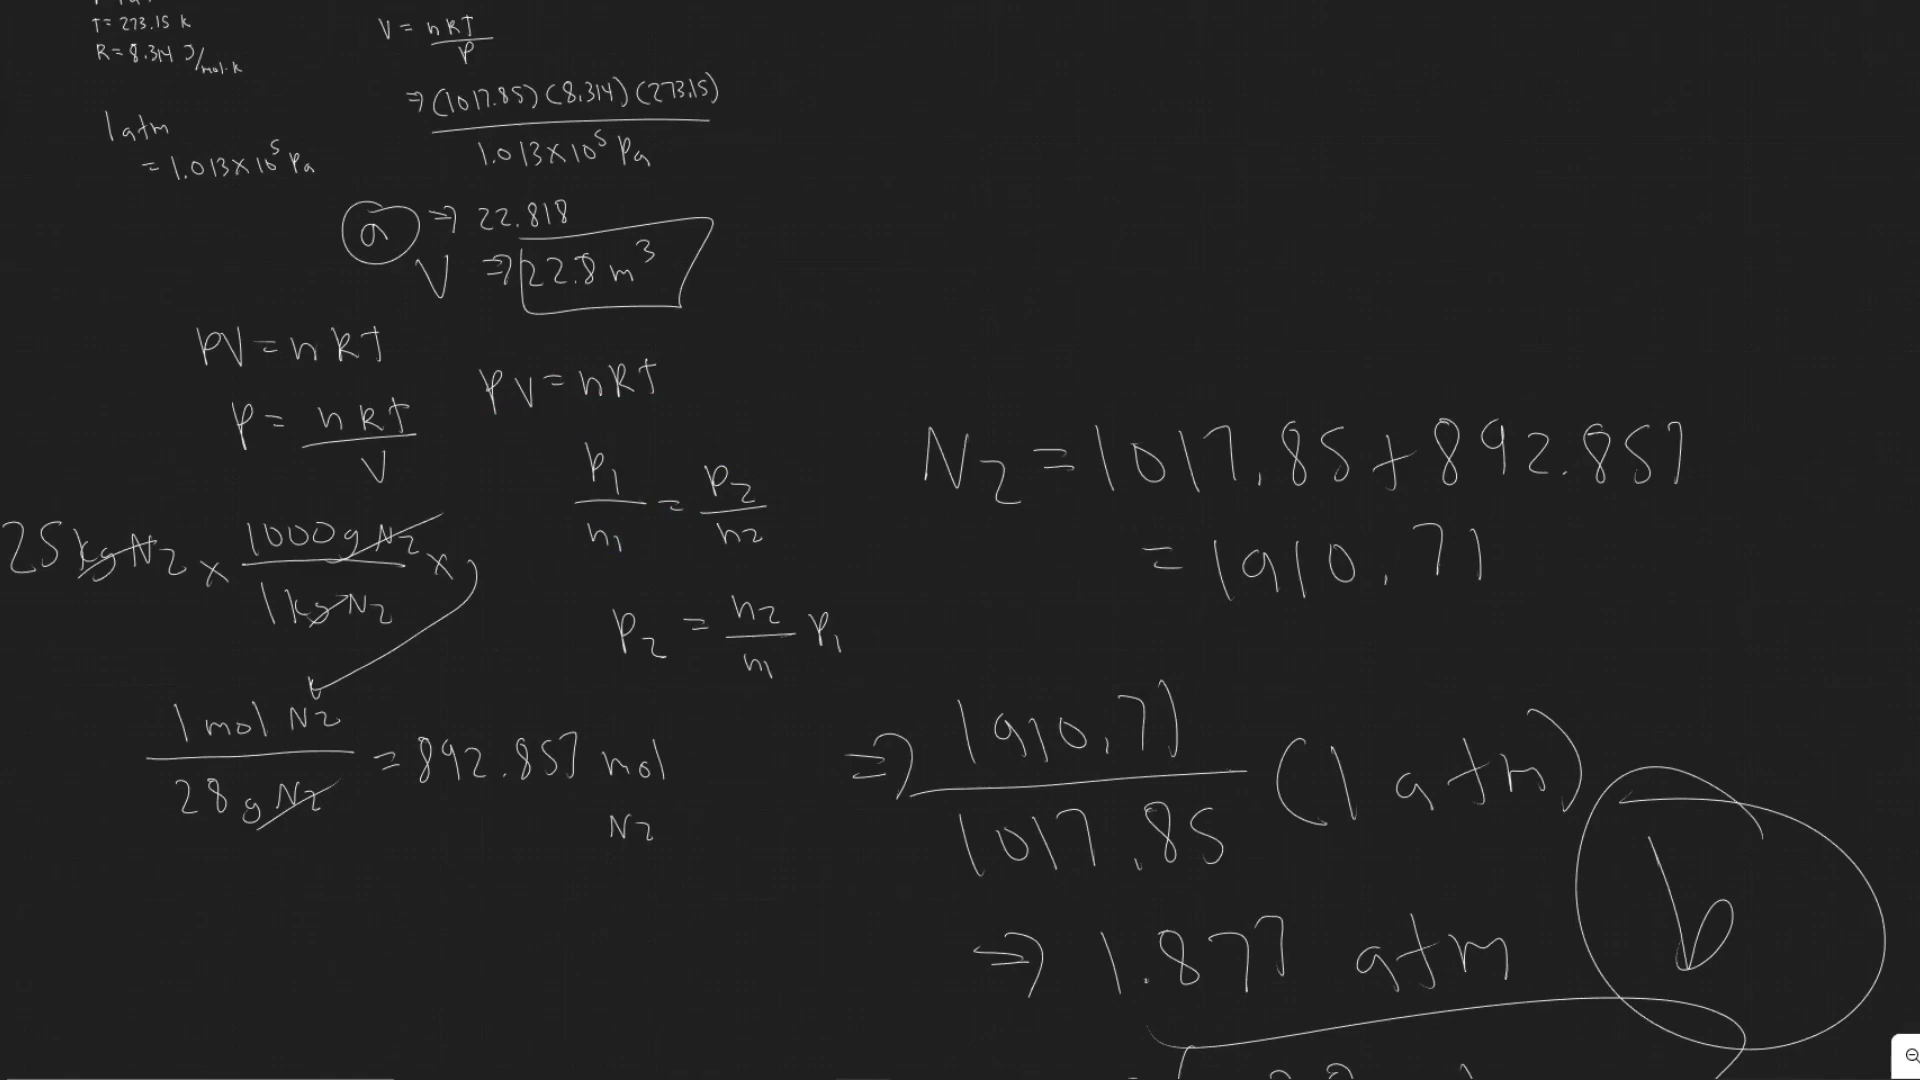 T = 273.15 k
R = 8.314 J/mol·k
1 atm
= 1.013 x 10^5 Pa
V = nRT/P
⇒ (1017.85)(8.314)(273.15)
1.013 x 10^5 Pa
a ⇒ 22.818
V ⇒ 22.8 m^3
PV = nRT
P = nRT/V
25 kg N2 x 1000g N2/1kg N2 x
1 mol N2/28 g N2 = 892.857 mol
N2
PV = nRT
P1/n1 = P2/n2
P2 = n2/n1 P1
N2 = 1017.85 + 892.857
= 1910.71
⇒ 1910.71/1017.85 (1 atm)
b
⇒ 1.877 atm